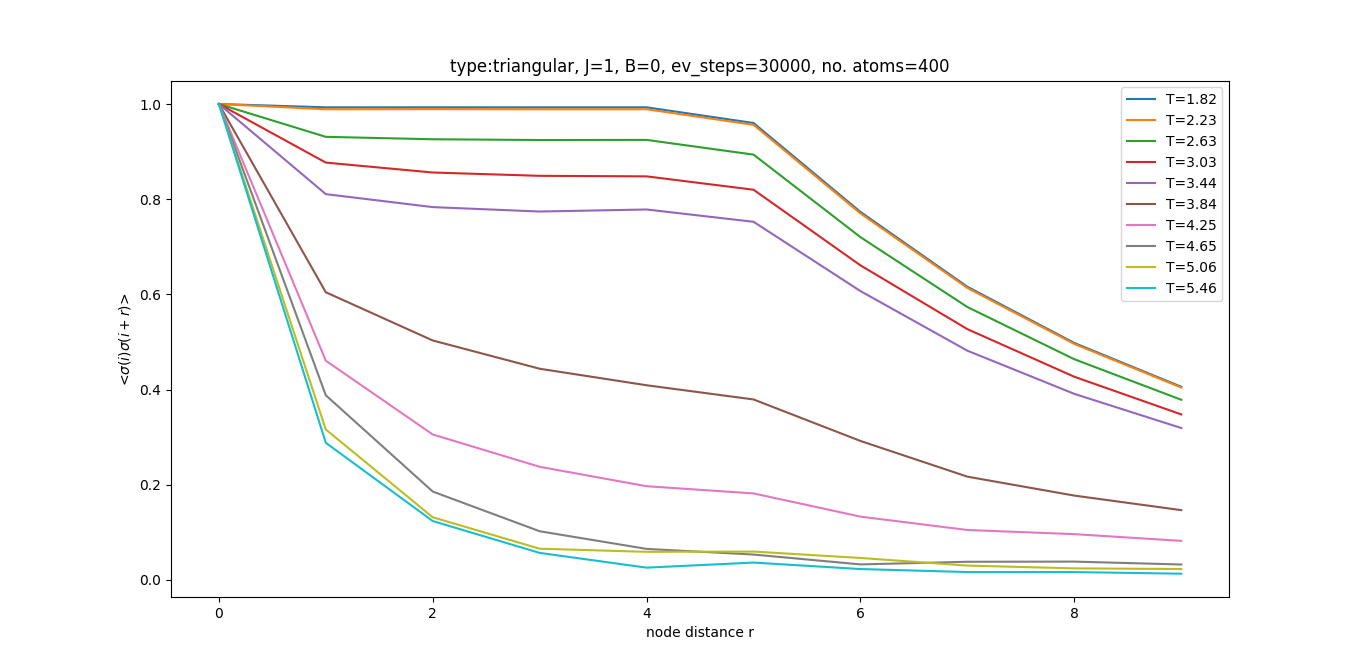 type:triangular, J=1, B=0, ev_steps=30000, no. atoms=400
1.0
0.8
0.6
0.4
0.2
0.0
<σ(i)σ(i + r)>
0 2 4 6 8
node distance r
T=1.82
T=2.23
T=2.63
T=3.03
T=3.44
T=3.84
T=4.25
T=4.65
T=5.06
T=5.46